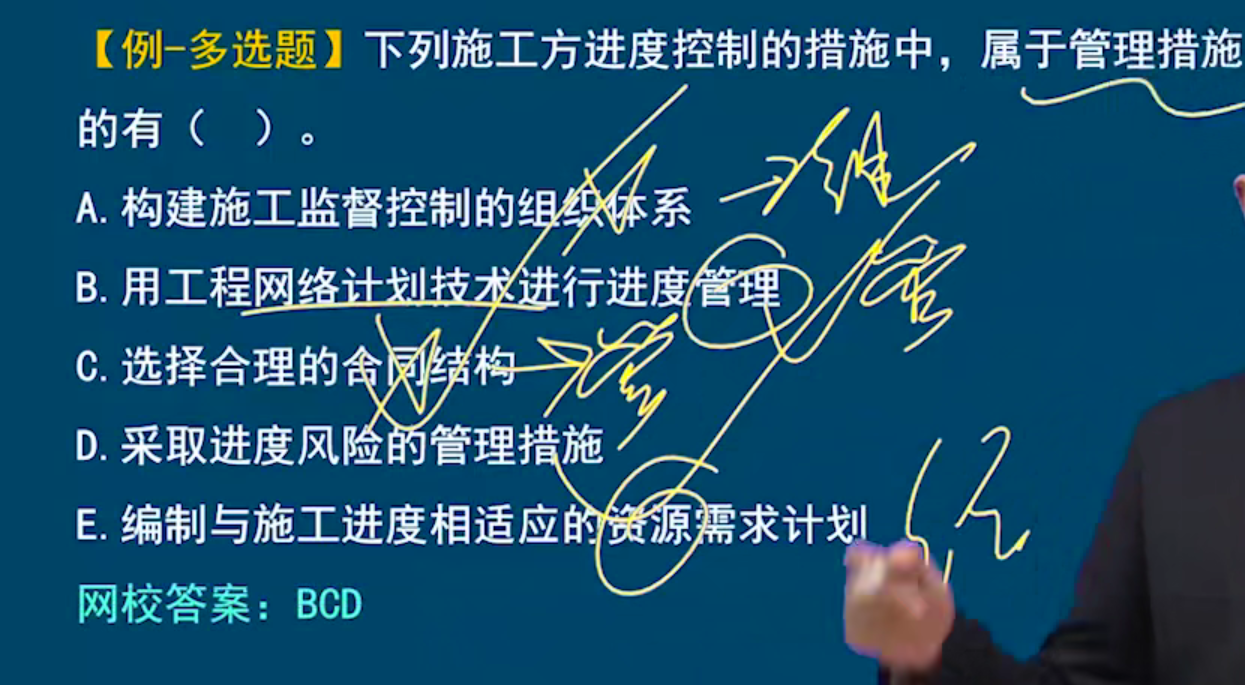 【例-多选题】下列施工方进度控制的措施中，属于管理措施
的有（ ）。
A. 构建施工监督控制的组织体系
B. 用工程网络计划技术进行进度管理
C. 选择合理的合同结构
D. 采取进度风险的管理措施
E. 编制与施工进度相适应的资源需求计划
网校答案：BCD